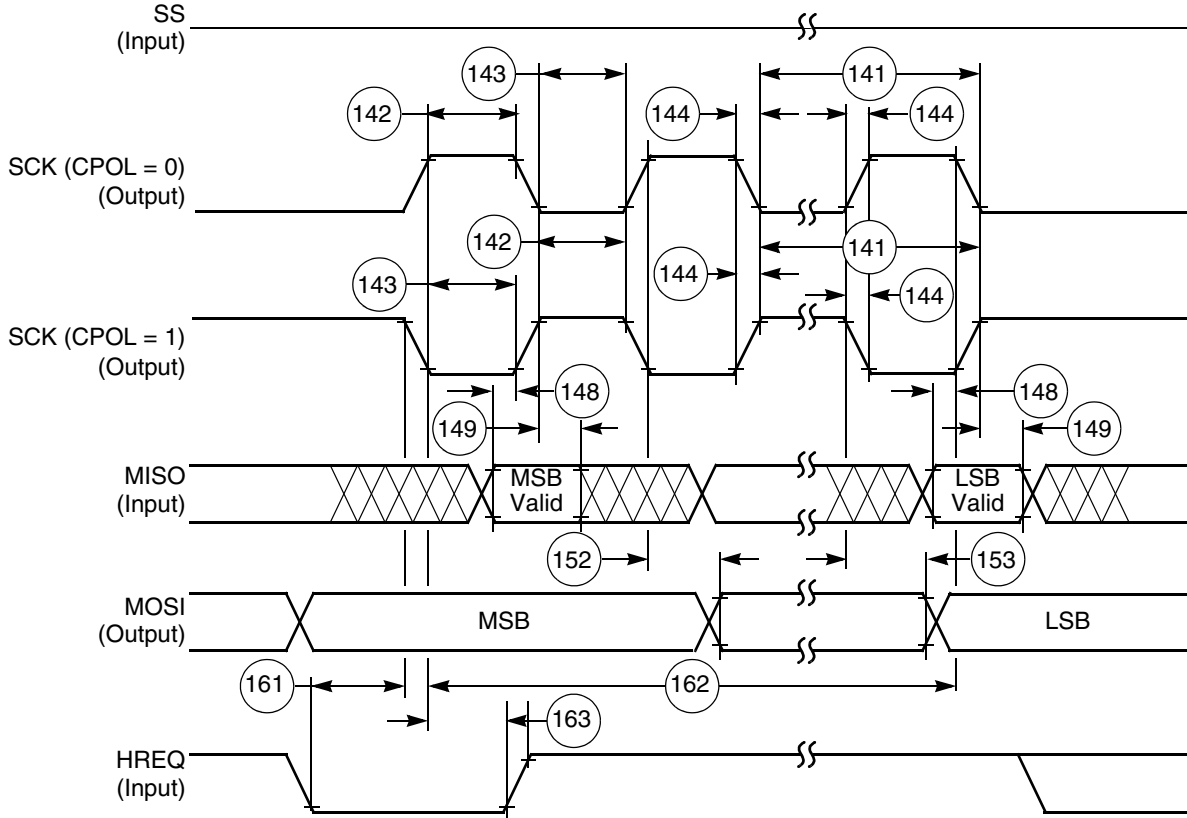 SS
(Input)
143
141
142
144
144
SCK (CPOL = 0)
(Output)
142
141
143
144
144
SCK (CPOL = 1)
(Output)
148
148
149
149
MISO
(Input)
MSB
Valid
LSB
Valid
152
153
MOSI
(Output)
MSB
LSB
161
162
163
HREQ
(Input)